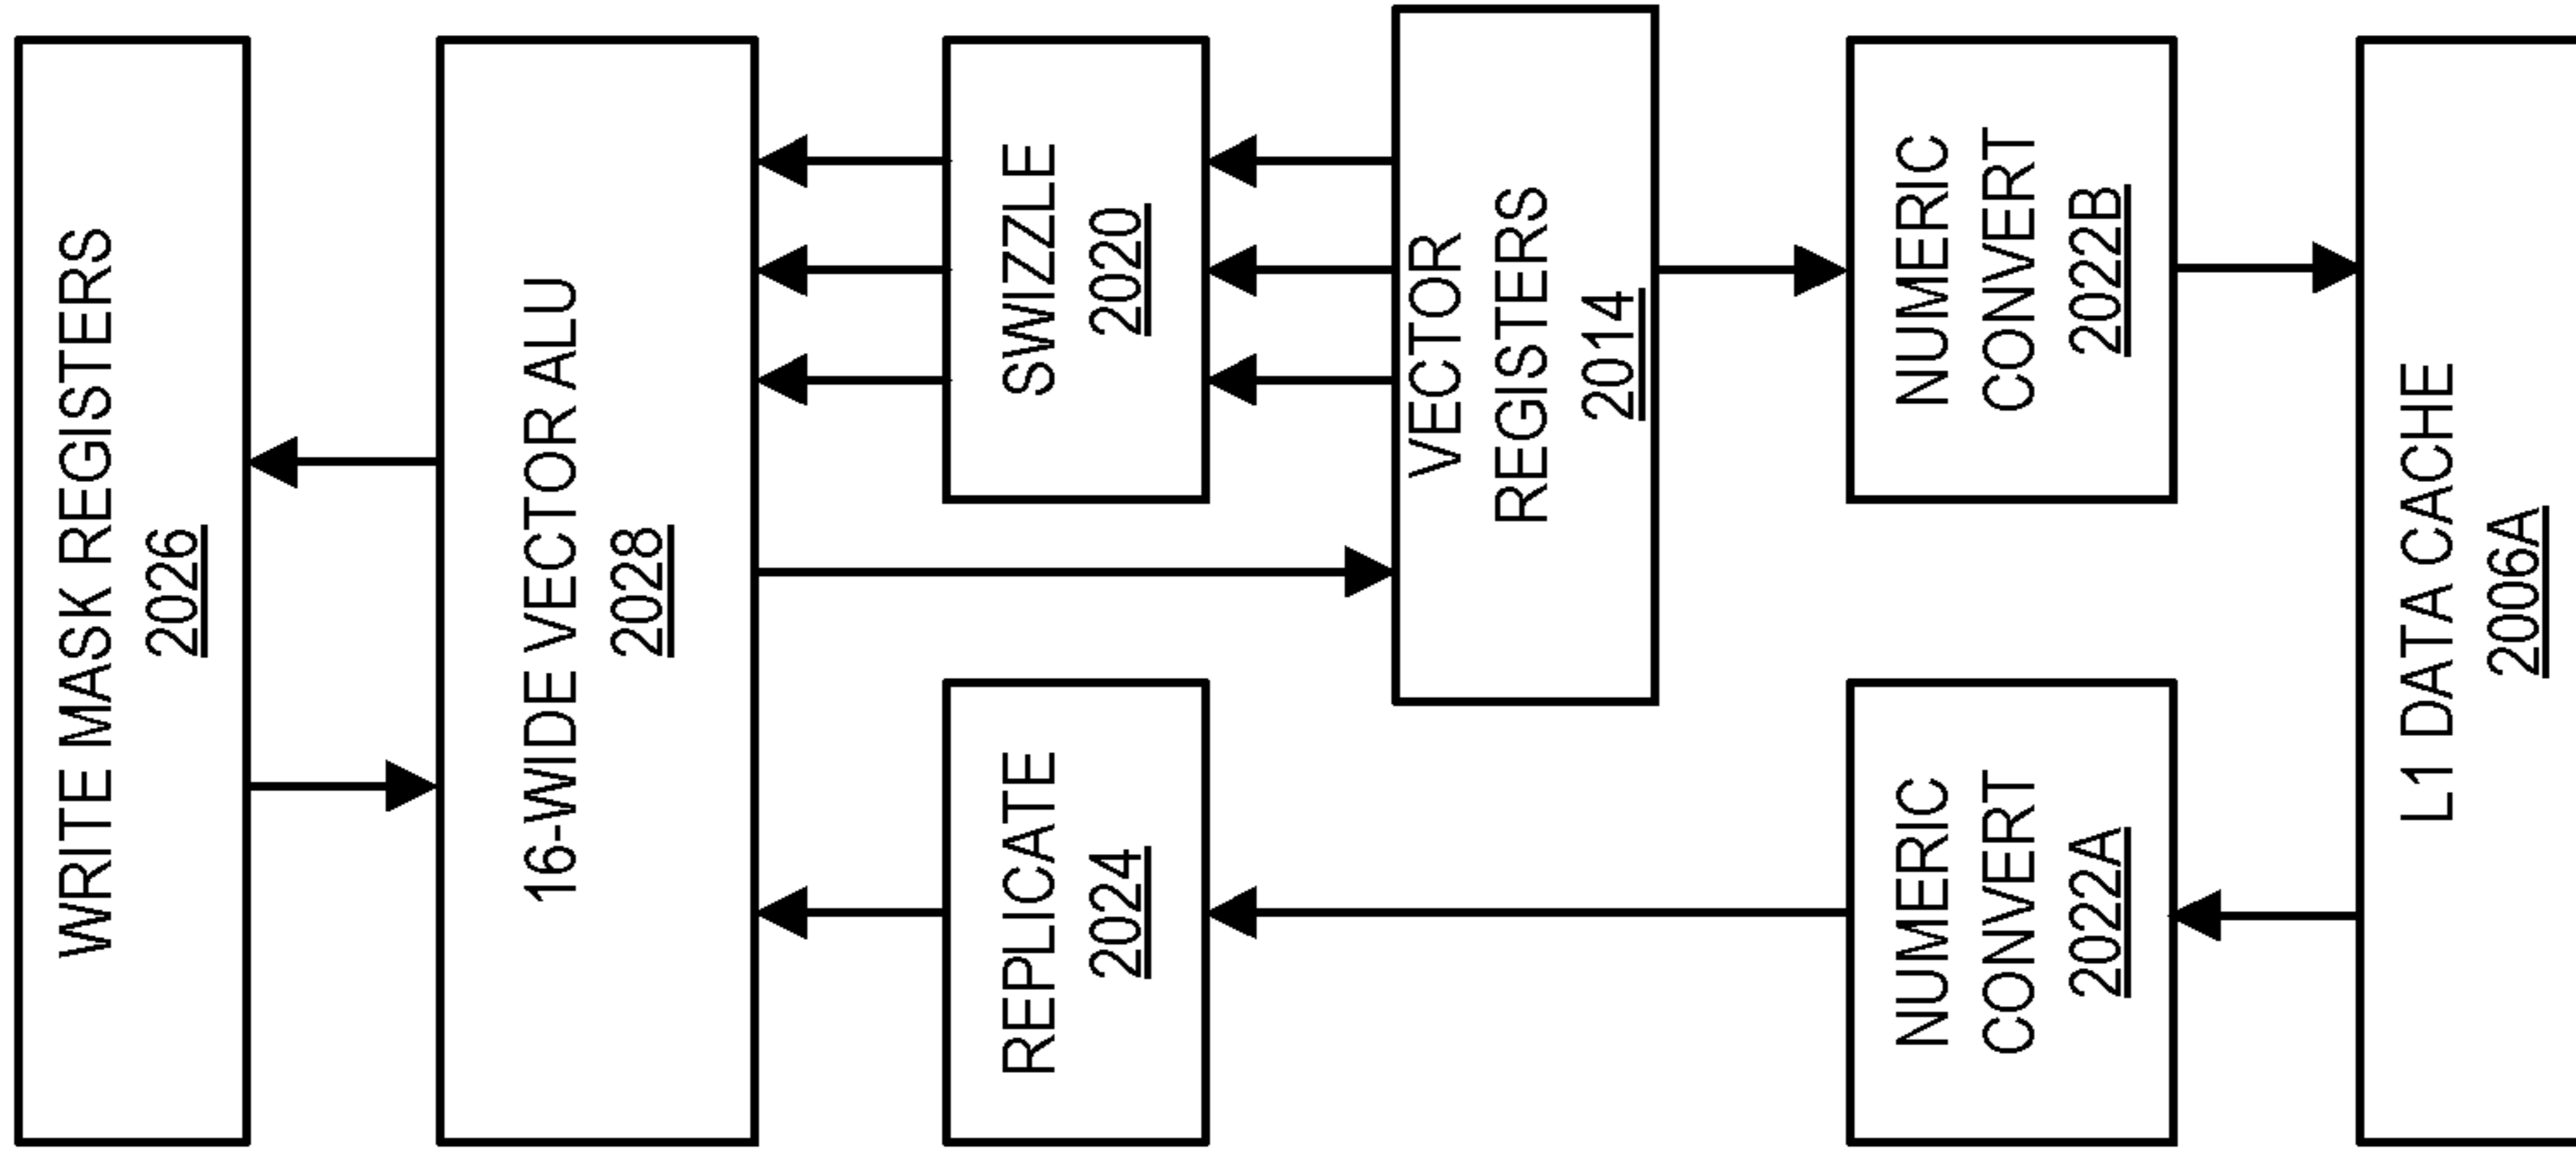 WRITE MASK REGISTERS
2026
16-WIDE VECTOR ALU
2028
REPLICATE
2024
SWIZZLE
2020
VECTOR
REGISTERS
2014
NUMERIC
CONVERT
2022A
NUMERIC
CONVERT
2022B
L1 DATA CACHE
2006A